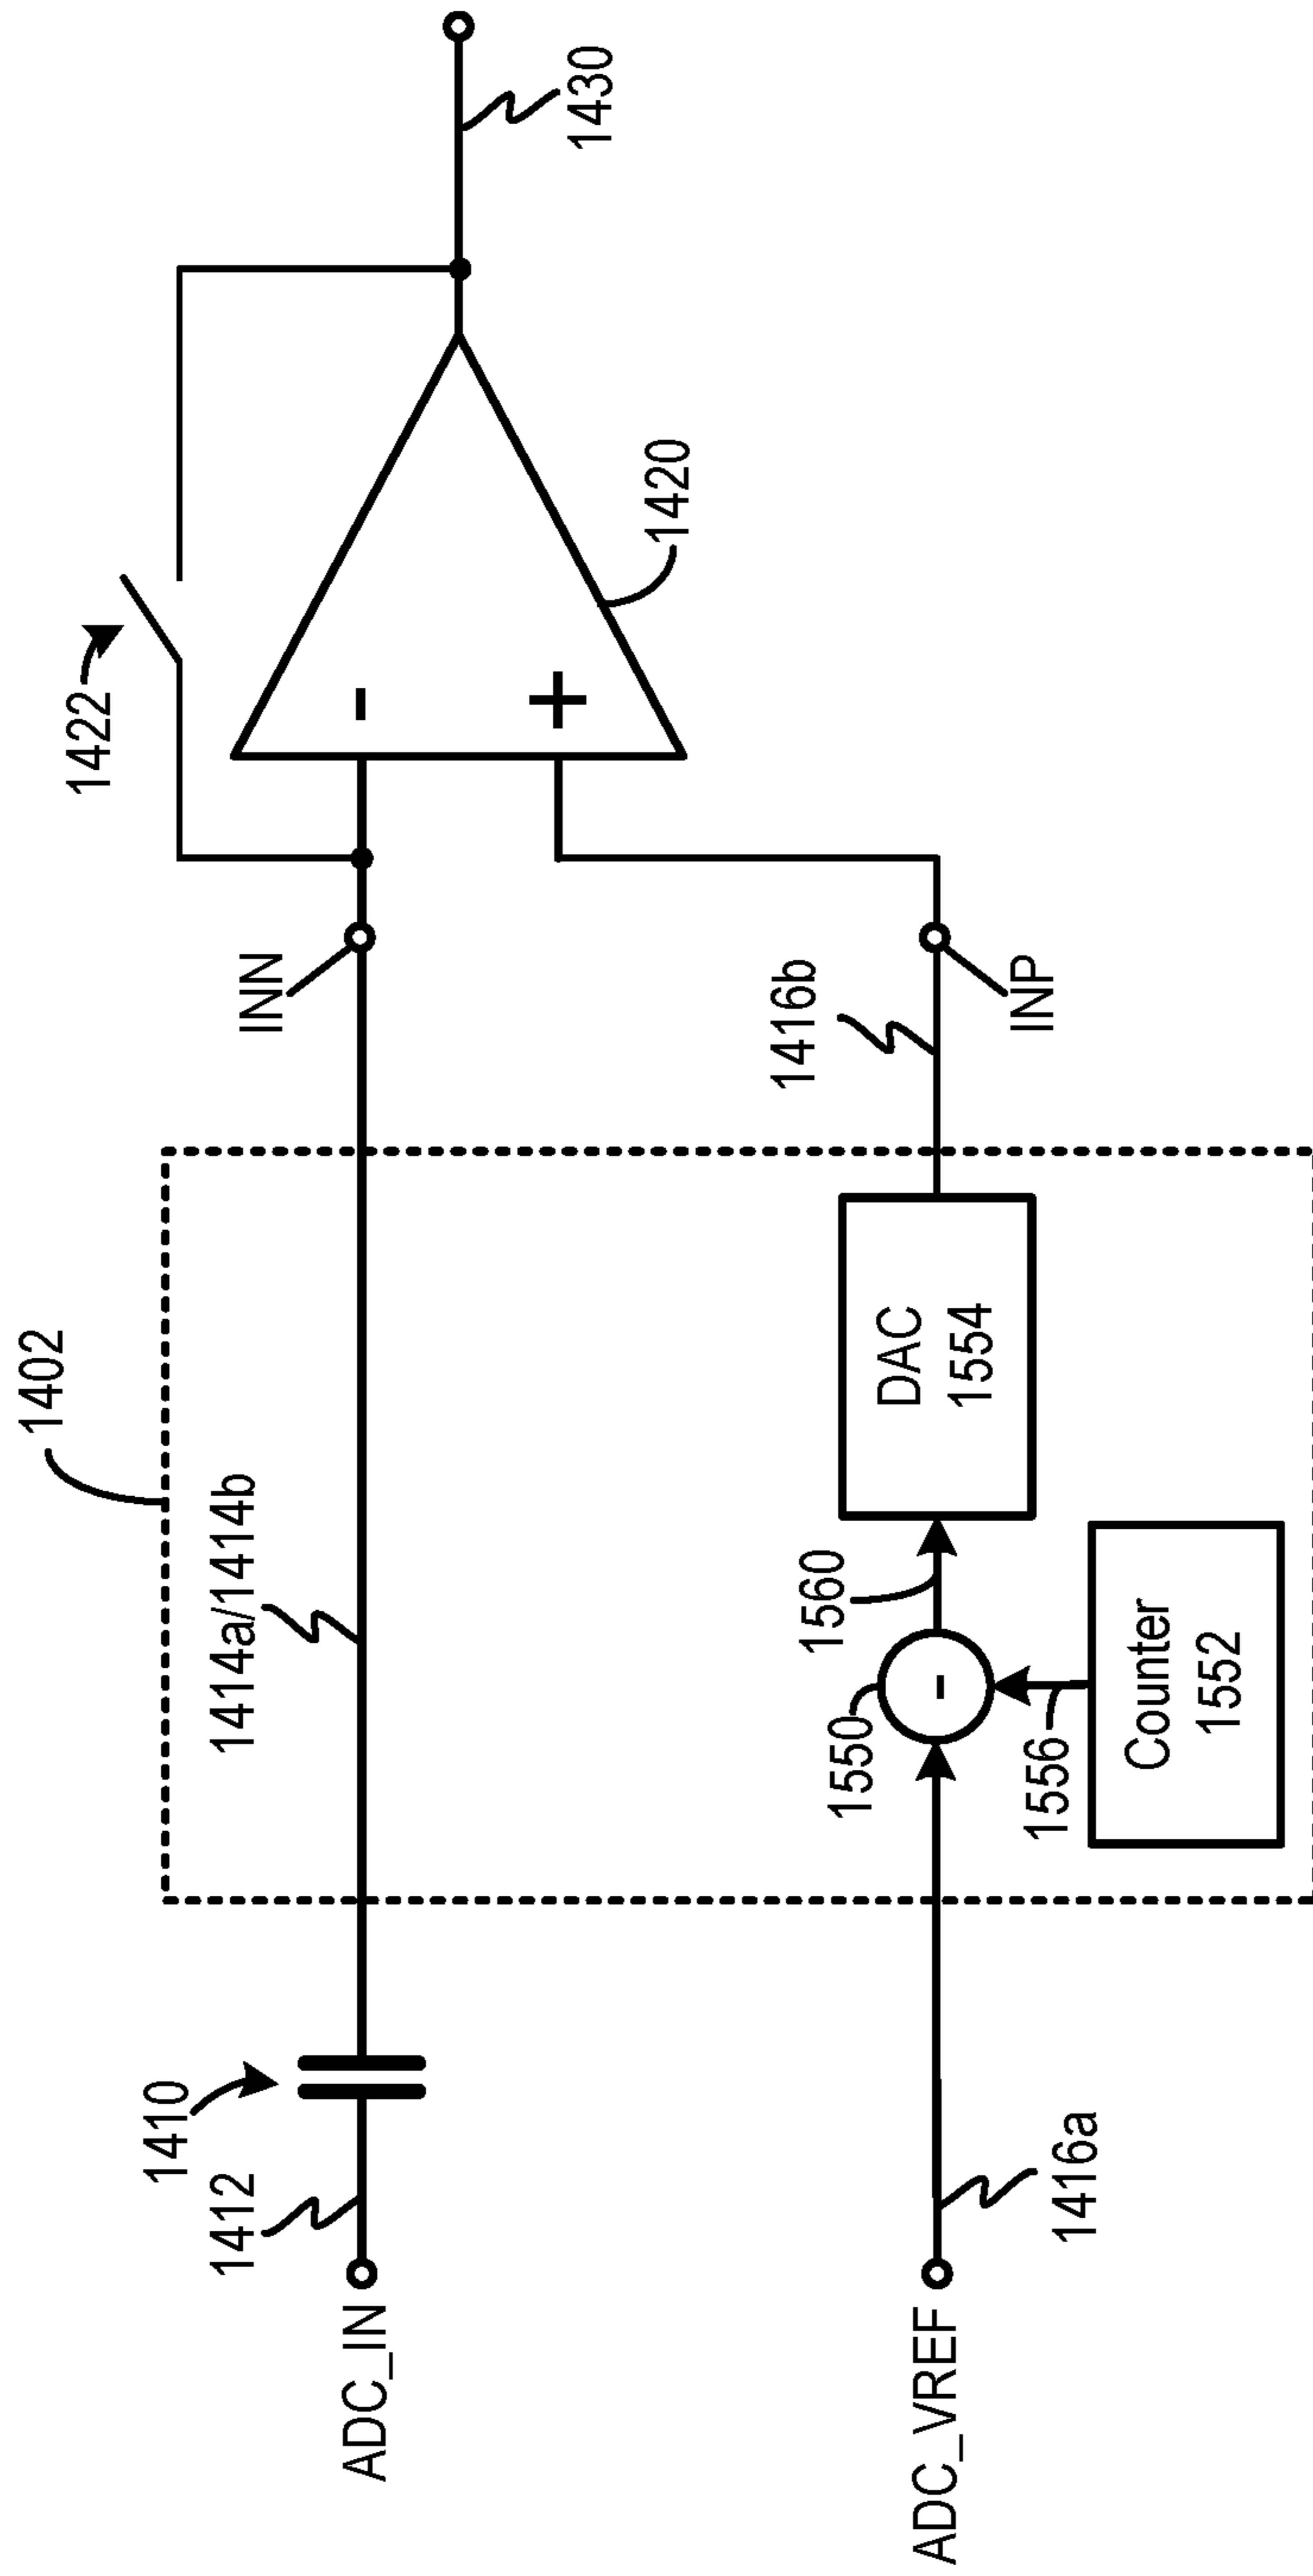 1402
1422
1410
1412
1414a/1414b
INN
-
+
1420
1430
ADC_IN
ADC_VREF
1416a
1550
-
1560
1556
Counter
1552
DAC
1554
1416b
INP